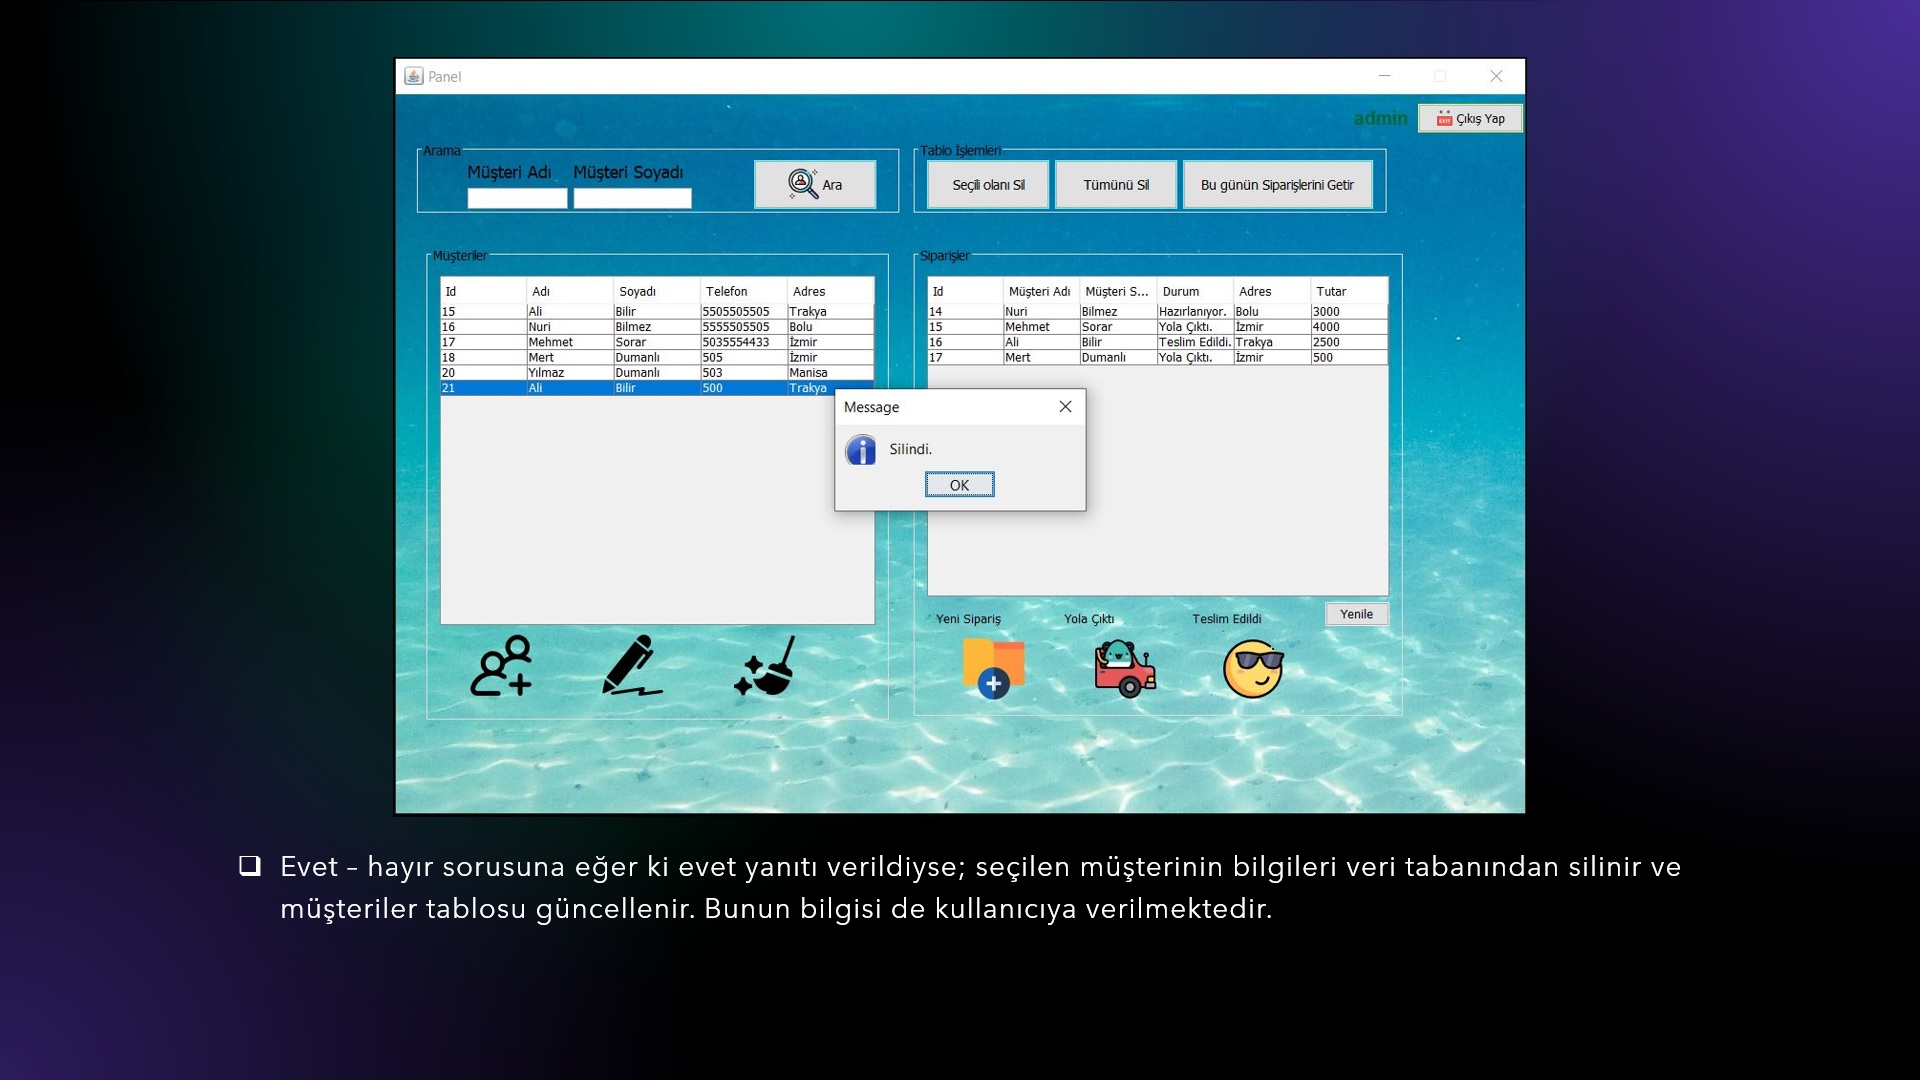 Panel
admin
Çıkış Yap
Arama
Müşteri Adı Müşteri Soyadı
Ara
Tablo İşlemleri
Seçili olanı Sil Tümünü Sil Bu günün Siparişlerini Getir
Müşteriler
Id Adı Soyadı Telefon Adres
15 Ali Bilir 5505505505 Trakya
16 Nuri Bilmez 5555505505 Bolu
17 Mehmet Sorar 5035554433 İzmir
18 Mert Dumanlı 505 İzmir
20 Yılmaz Dumanlı 503 Manisa
21 Ali Bilir 500 Trakya
Siparişler
Id Müşteri Adı Müşteri S... Durum Adres Tutar
14 Nuri Bilmez Hazırlanıyor. Bolu 3000
15 Mehmet Sorar Yola Çıktı. İzmir 4000
16 Ali Bilir Teslim Edildi. Trakya 2500
17 Mert Dumanlı Yola Çıktı. İzmir 500
Message
Silindi.
OK
Yeni Sipariş Yola Çıktı Teslim Edildi Yenile
Evet – hayır sorusuna eğer ki evet yanıtı verildiyse; seçilen müşterinin bilgileri veri tabanından silinir ve
müşteriler tablosu güncellenir. Bunun bilgisi de kullanıcıya verilmektedir.